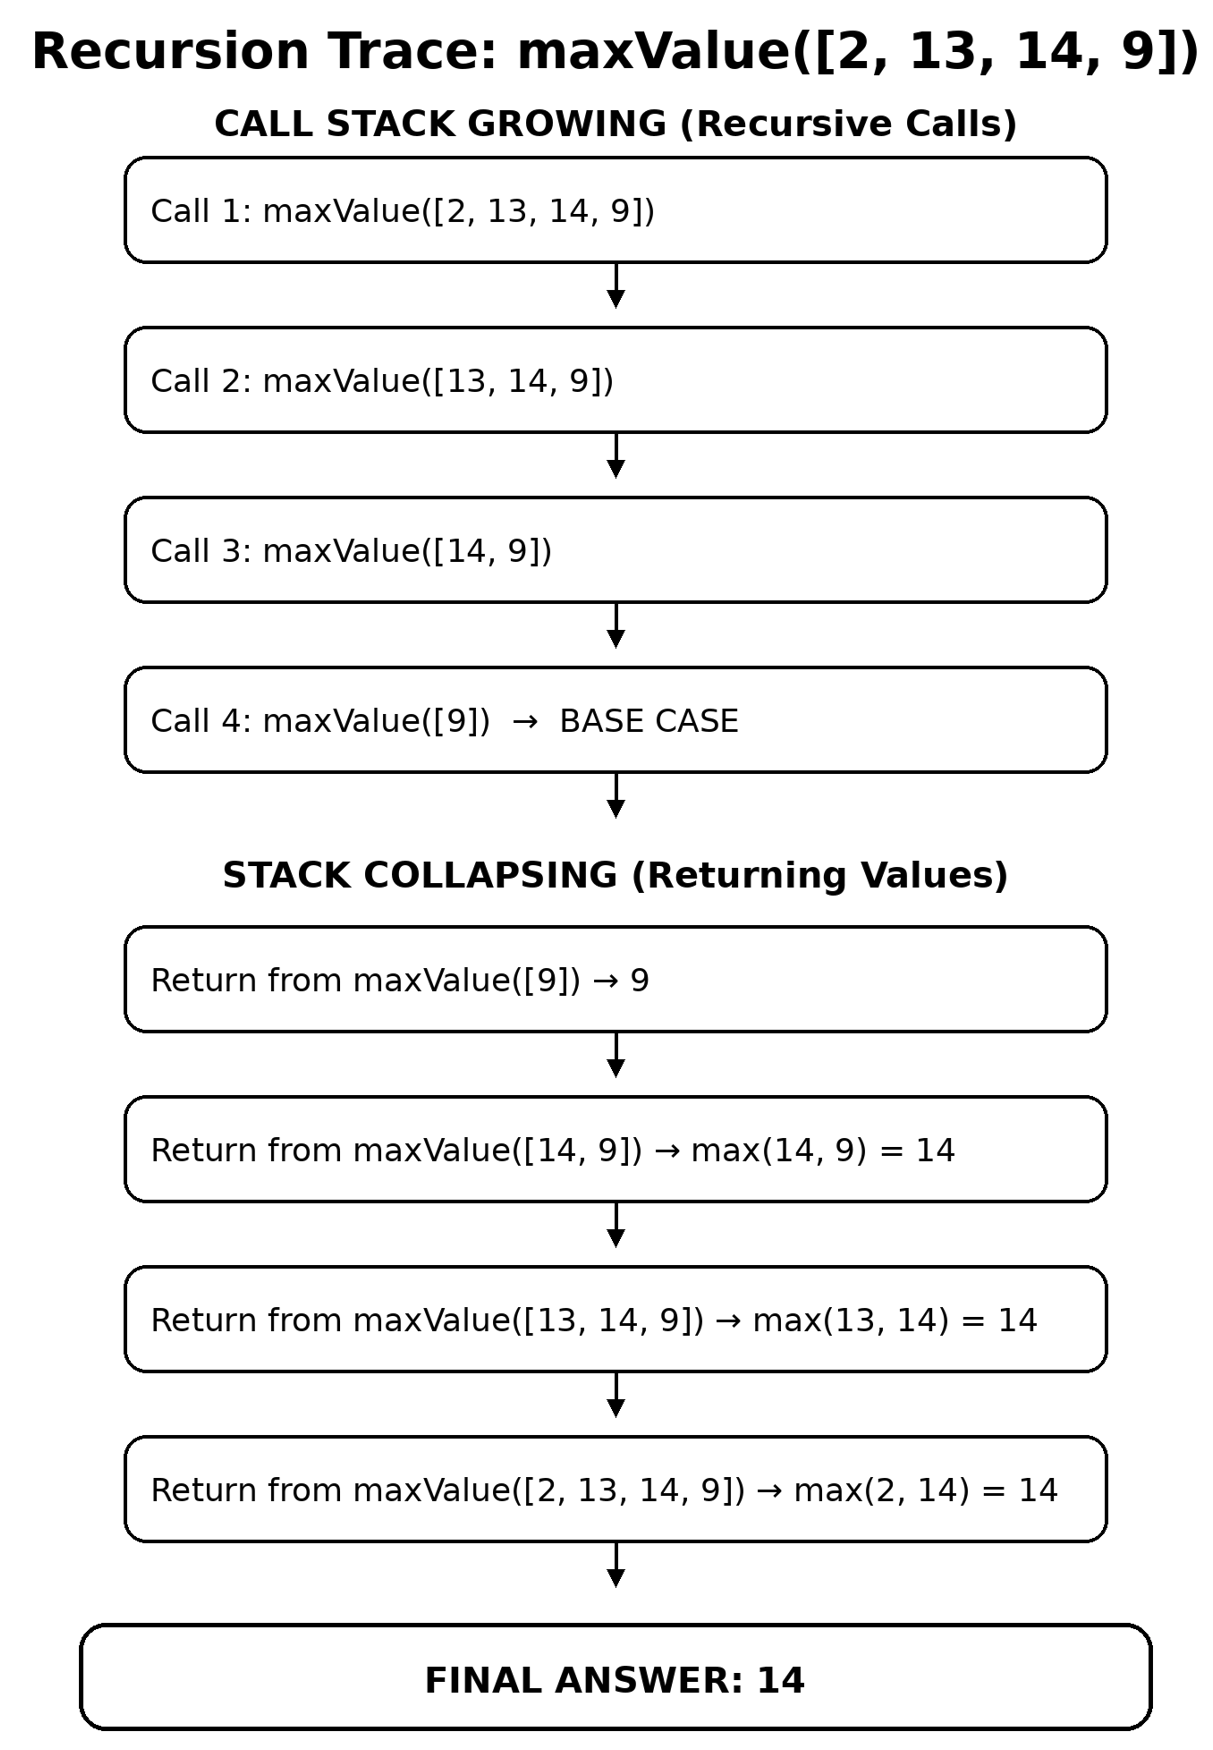 Recursion Trace: maxValue([2, 13, 14, 9])
CALL STACK GROWING (Recursive Calls)
Call 1: maxValue([2, 13, 14, 9])
Call 2: maxValue([13, 14, 9])
Call 3: maxValue([14, 9])
Call 4: maxValue([9]) → BASE CASE
STACK COLLAPSING (Returning Values)
Return from maxValue([9]) → 9
Return from maxValue([14, 9]) → max(14, 9) = 14
Return from maxValue([13, 14, 9]) → max(13, 14) = 14
Return from maxValue([2, 13, 14, 9]) → max(2, 14) = 14
FINAL ANSWER: 14